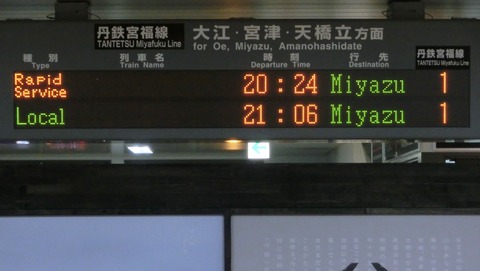 丹鉄宮福線 大江・宮津・天橋立方面
TANTETSU Miyafuku Line for Oe, Miyazu, Amanohashidate
種別 列車名 時刻 行先 丹鉄宮福線
Type Train Name Departure Time Destination TANTETSU Miyafuku Line
Rapid Service 20:24 Miyazu 1
Local 21:06 Miyazu 1